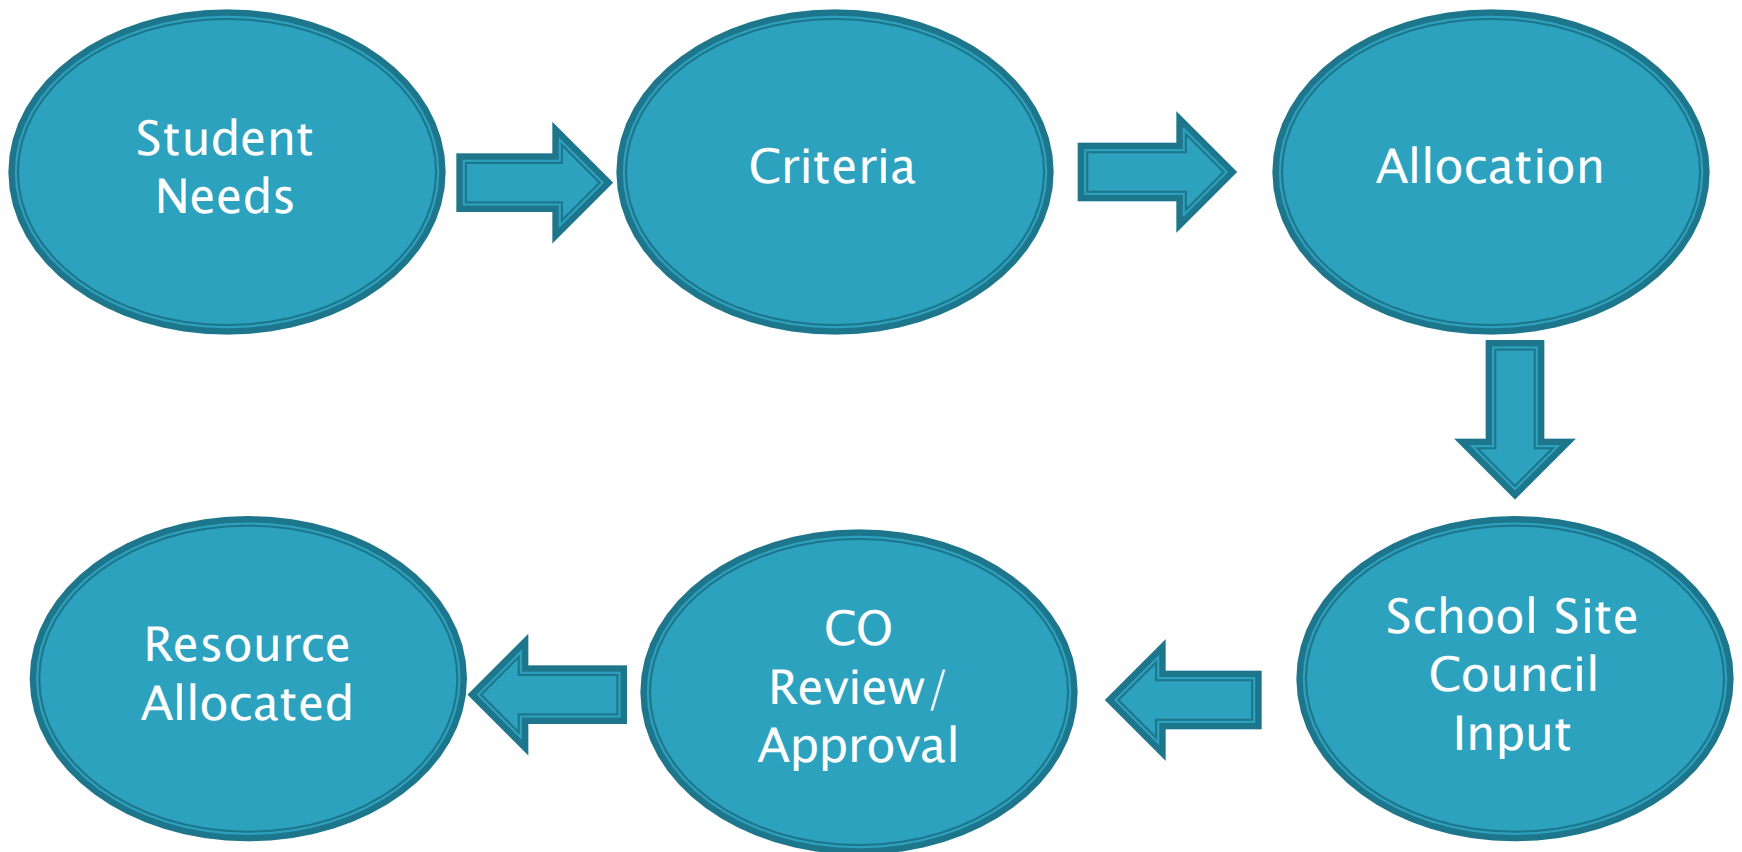 Student
Needs
Criteria
Allocation
School Site
Council
Input
CO
Review/
Approval
Resource
Allocated